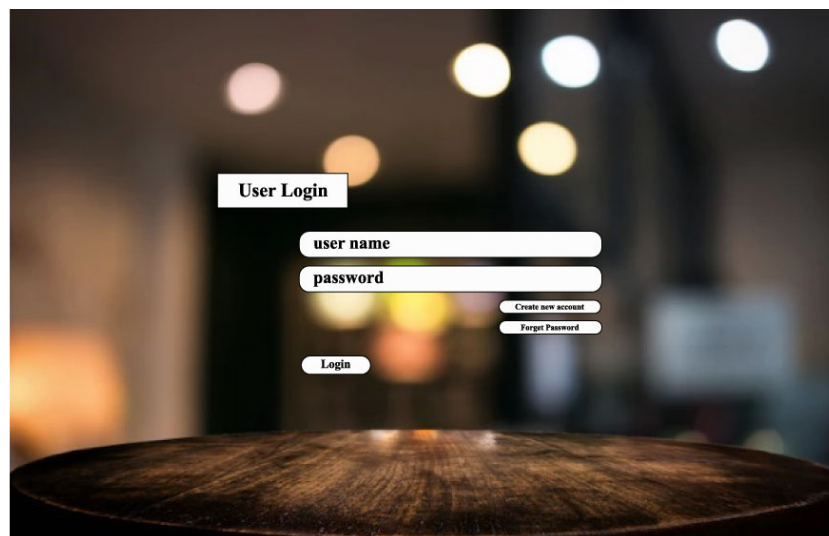 User Login
user name
password
Create new account
Forget Password
Login